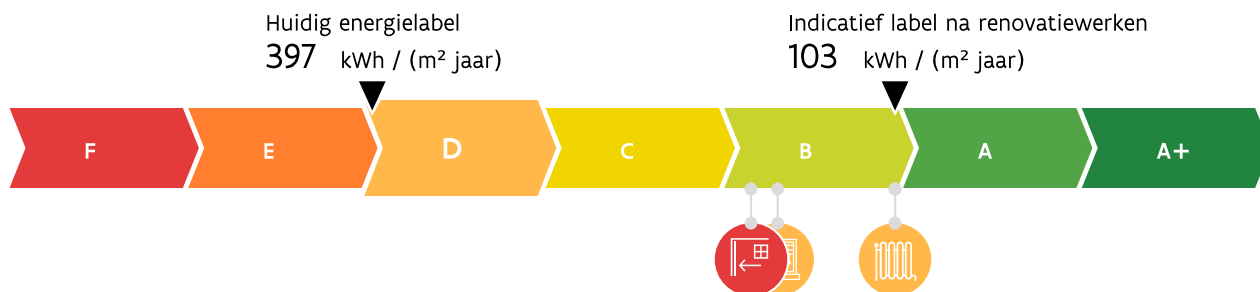 Huidig energielabel
397 kWh / (m² jaar)
Indicatief label na renovatiewerken
103 kWh / (m² jaar)
F
E
D
C
B
A
A+